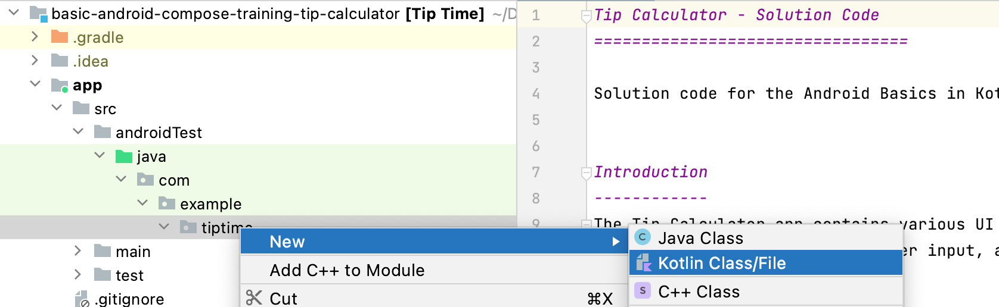 basic-android-compose-training-tip-calculator [Tip Time] ~/D
.gradle
.idea
app
src
androidTest
java
com
example
tiptime
main
test
.gitignore
1 Tip Calculator - Solution Code
2 =================================
3
4 Solution code for the Android Basics in Kot
5
6
7 Introduction
8 ------------
9 The Tip Calculator app contains various UI
er input, a
New
Add C++ to Module
Cut ⌘X
Java Class
Kotlin Class/File
C++ Class